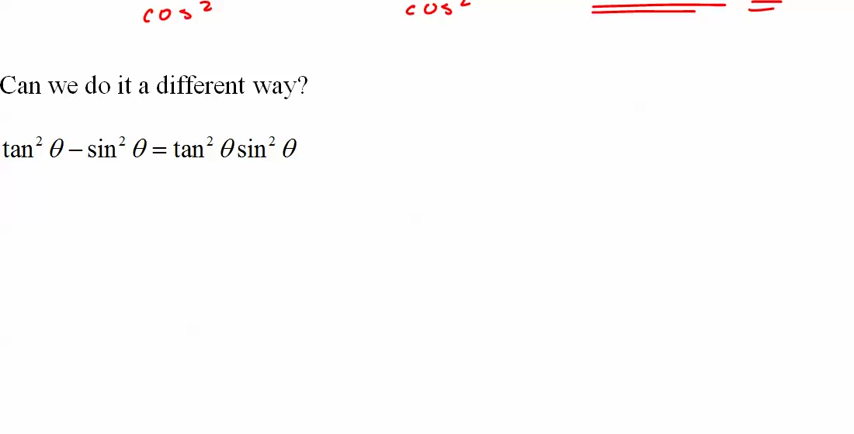 cos² cos²
Can we do it a different way?
tan² θ − sin² θ = tan² θ sin² θ